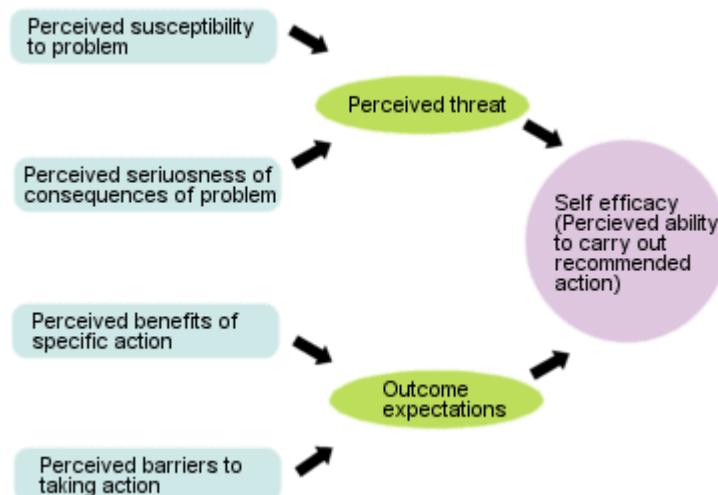 Perceived susceptibility
to problem
Perceived threat
Perceived seriuosness of
consequences of problem
Self efficacy
(Percieved ability
to carry out
recommended
action)
Perceived benefits of
specific action
Outcome
expectations
Perceived barriers to
taking action